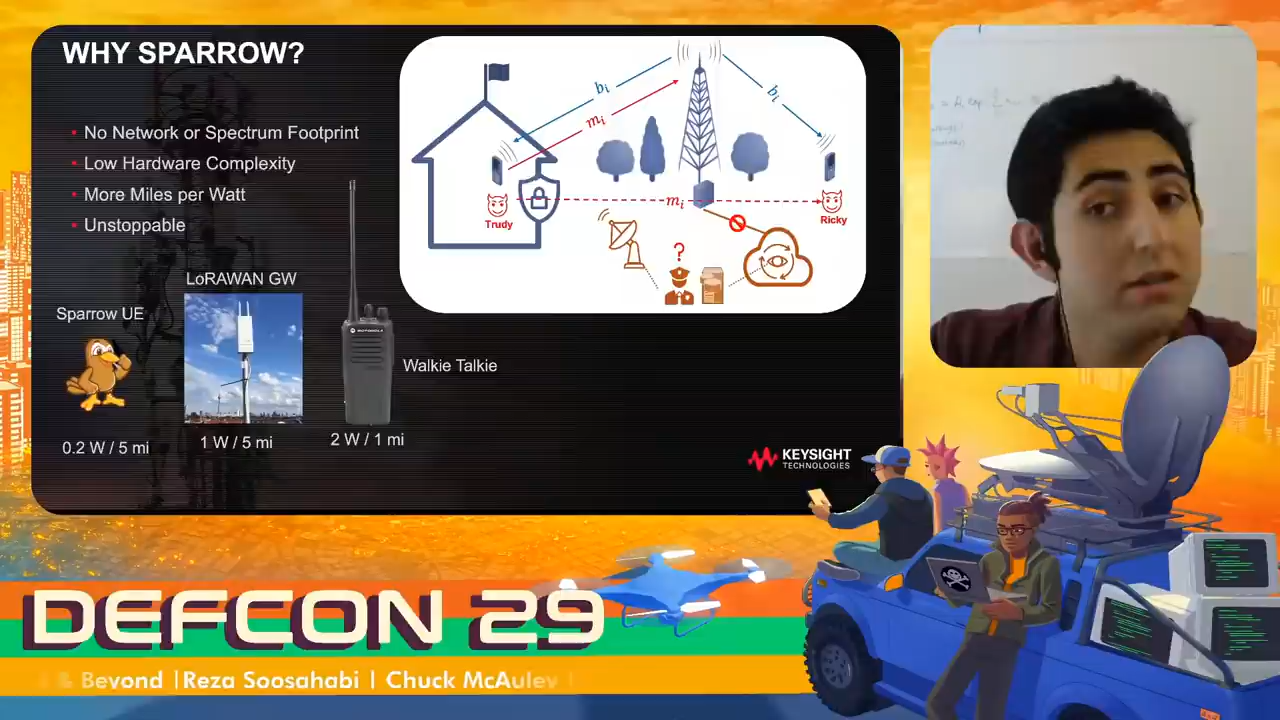 WHY SPARROW?
No Network or Spectrum Footprint
Low Hardware Complexity
More Miles per Watt
Unstoppable
bᵢ
mᵢ
bᵢ
Trudy
mᵢ
Ricky
?
LoRAWAN GW
Sparrow UE
MOTOROLA
Walkie Talkie
0.2 W / 5 mi
1 W / 5 mi
2 W / 1 mi
KEYSIGHT
TECHNOLOGIES
DEFCON 29
& Beyond | Reza Soosahabi | Chuck McAuley |